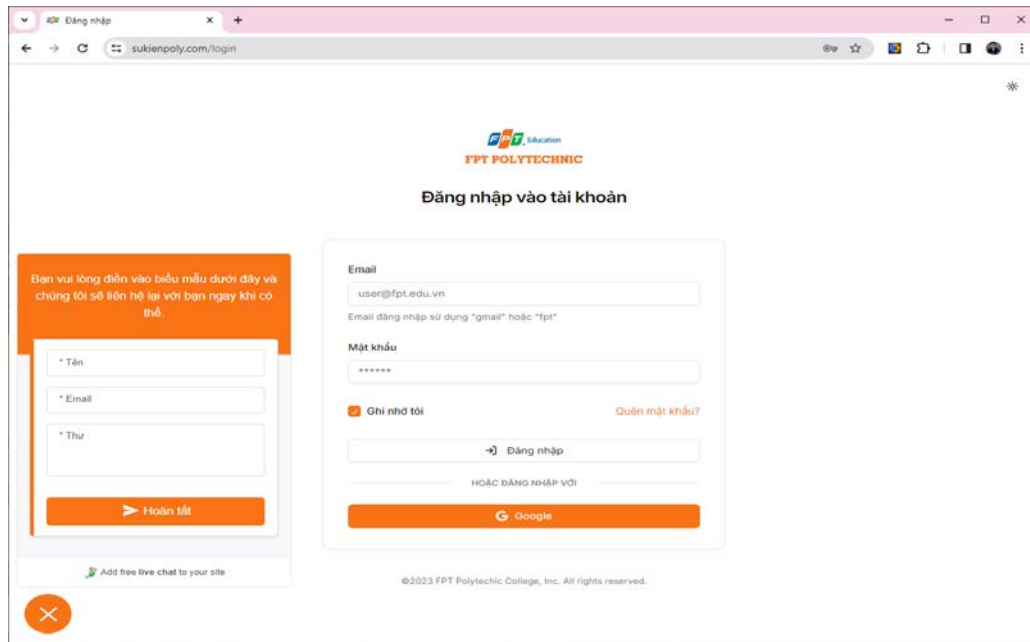 Đăng nhập
sukienpoly.com/login
FPT Education
FPT POLYTECHNIC
Đăng nhập vào tài khoản
Bạn vui lòng điền vào biểu mẫu dưới đây và
chúng tôi sẽ liên hệ lại với bạn ngay khi có
thể.
* Tên
* Email
* Thư
Hoàn tất
Add free live chat to your site
Email
user@fpt.edu.vn
Email đăng nhập sử dụng "gmail" hoặc "fpt"
Mật khẩu
******
Ghi nhớ tôi
Quên mật khẩu?
Đăng nhập
HOẶC ĐĂNG NHẬP VỚI
Google
©2023 FPT Polytechic College, Inc. All rights reserved.